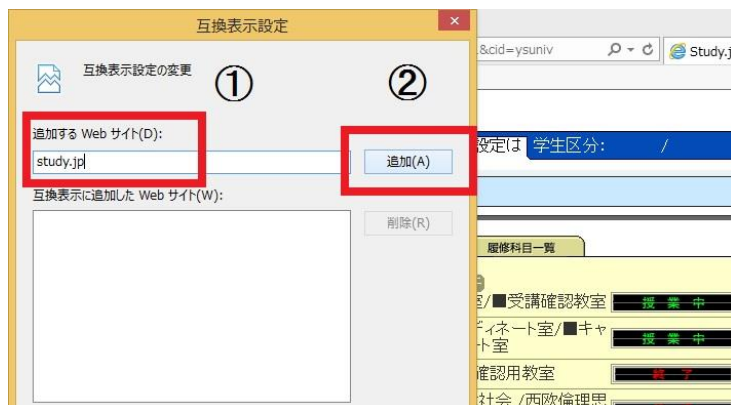 互換表示設定
互換表示設定の変更
①
②
追加する Web サイト(D):
study.jp
追加(A)
互換表示に追加した Web サイト(W):
削除(R)
.&cid=ysuniv
Study.j
設定は 学生区分: /
履修科目一覧
室/■受講確認教室
授業中
ディネート室/■キャ
ート室
授業中
確認用教室
終了
社会 /西欧倫理思